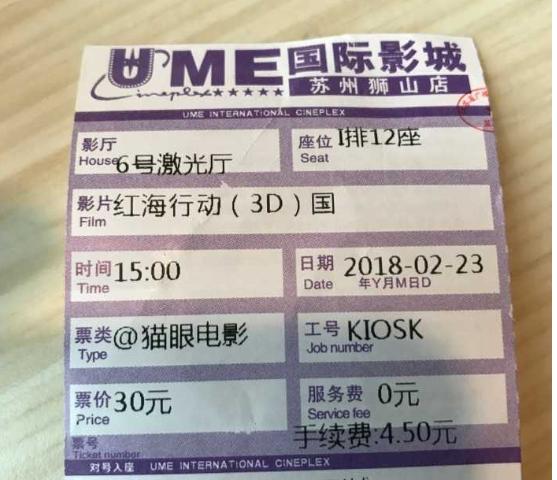 UME国际影城
Cineplex★★★★★
苏州狮山店
UME INTERNATIONAL CINEPLEX
影厅 House 6号激光厅
座位 Seat I排12座
影片 Film 红海行动（3D）国
时间 Time 15:00
日期 Date 2018-02-23
年Y月M日D
票类 Type @猫眼电影
工号 Job number KIOSK
票价 Price 30元
服务费 Service fee 0元
手续费:4.50元
票号 Ticket number
对号入座 UME INTERNATIONAL CINEPLEX